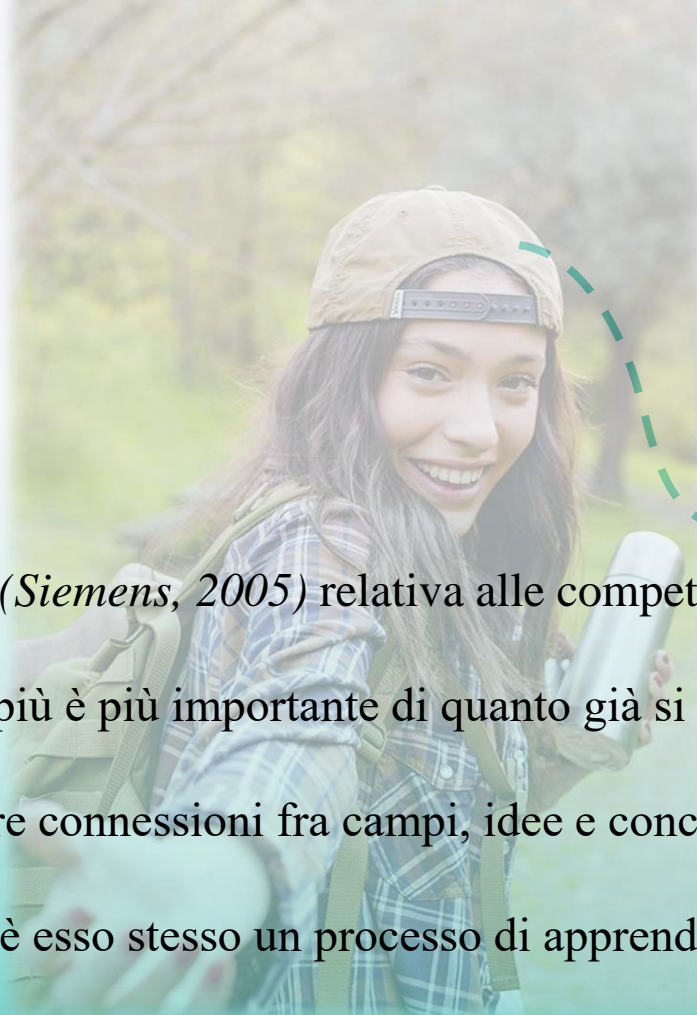 (Siemens, 2005) relativa alle compet
più è più importante di quanto già si
re connessioni fra campi, idee e conc
è esso stesso un processo di apprend